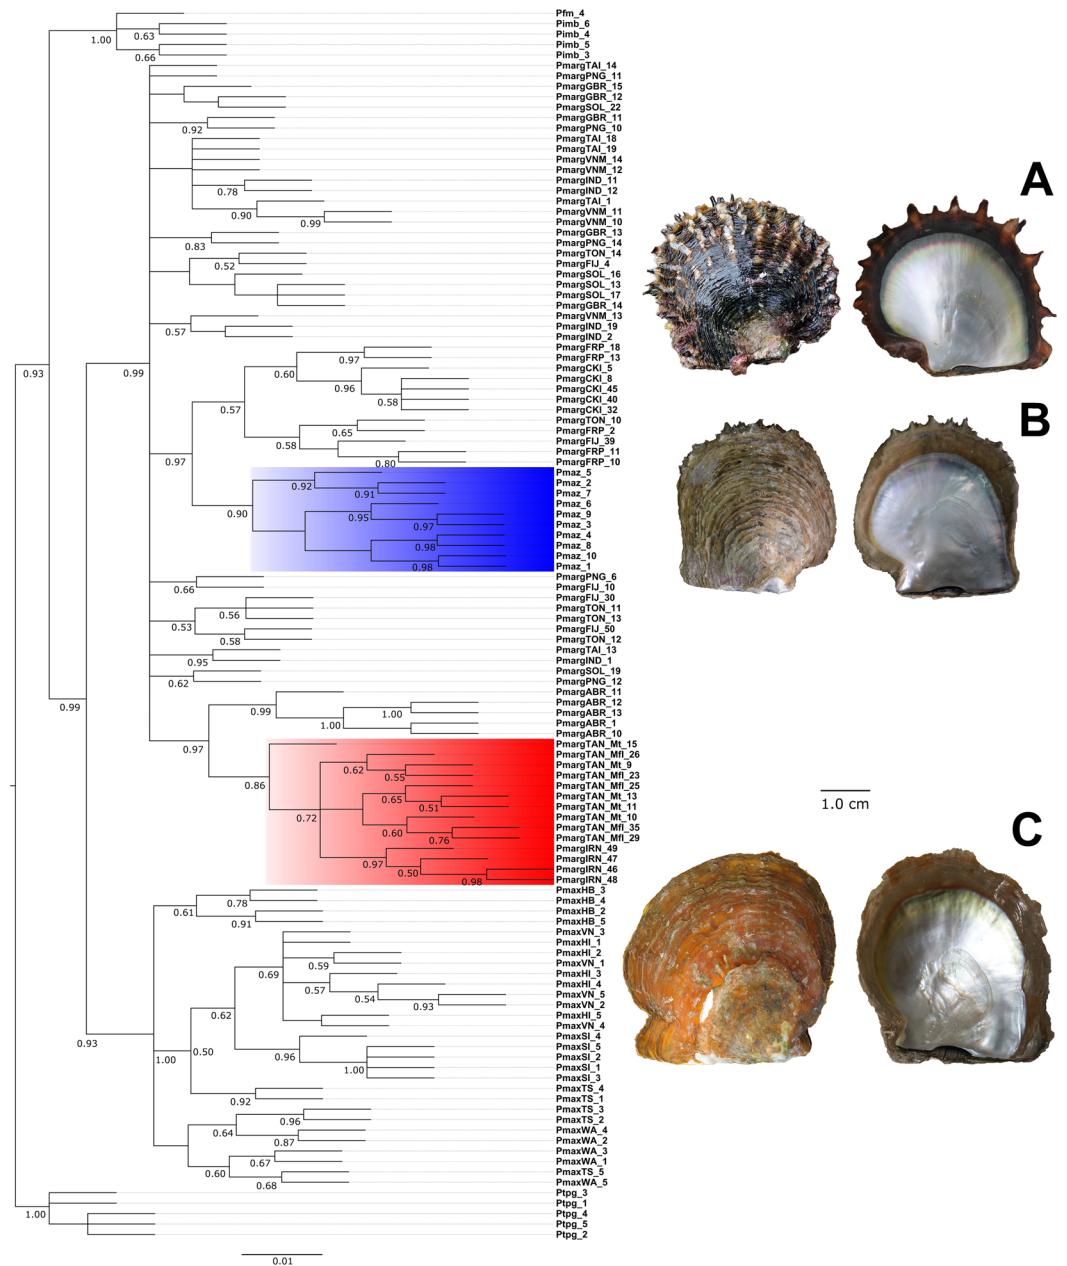 Pfm_4
Pimb_6
0.63
Pimb_4
1.00
Pimb_5
0.66
Pimb_3
PmargTAI_14
PmargPNG_11
PmargGBR_15
PmargGBR_12
PmargSOL_22
PmargGBR_11
0.92
PmargPNG_10
PmargTAI_18
PmargTAI_19
PmargVNM_14
PmargVNM_12
PmargIND_11
0.78
PmargIND_12
PmargTAI_1
0.90
PmargVNM_11
0.99
PmargVNM_10
PmargGBR_13
0.83
PmargPNG_14
PmargTON_14
0.52
PmargFIJ_4
PmargSOL_16
PmargSOL_13
PmargSOL_17
PmargGBR_14
PmargVNM_13
0.57
PmargIND_19
PmargIND_2
PmargFRP_18
0.97
PmargFRP_13
0.93
0.99
0.60
PmargCKI_5
PmargCKI_8
0.96
PmargCKI_45
0.58
PmargCKI_40
0.57
PmargCKI_32
PmargTON_10
0.65
PmargFRP_2
0.58
PmargFIJ_39
PmargFRP_11
0.97
0.80
PmargFRP_10
Pmaz_5
0.92
Pmaz_2
0.91
Pmaz_7
Pmaz_6
0.90
0.95
Pmaz_9
0.97
Pmaz_3
Pmaz_4
0.98
Pmaz_8
Pmaz_10
0.98
Pmaz_1
PmargPNG_6
0.66
PmargFIJ_10
PmargFIJ_30
0.56
PmargTON_11
PmargTON_13
0.53
PmargFIJ_50
0.58
PmargTON_12
PmargTAI_13
0.95
PmargIND_1
PmargSOL_19
0.62
PmargPNG_12
PmargABR_11
0.99
0.99
PmargABR_12
1.00
PmargABR_13
1.00
PmargABR_1
PmargABR_10
0.97
PmargTAN_Mt_15
PmargTAN_Mfl_26
0.62
PmargTAN_Mt_9
0.55
PmargTAN_Mfl_23
0.86
PmargTAN_Mfl_25
0.65
PmargTAN_Mt_13
0.51
PmargTAN_Mt_11
0.72
PmargTAN_Mt_10
0.60
PmargTAN_Mfl_35
0.76
PmargTAN_Mfl_29
PmargIRN_49
0.97
PmargIRN_47
0.50
PmargIRN_46
0.98
PmargIRN_48
PmaxHB_3
0.78
PmaxHB_4
0.61
PmaxHB_2
0.91
PmaxHB_5
PmaxVN_3
PmaxHI_1
PmaxHI_2
0.59
PmaxVN_1
0.69
PmaxHI_3
0.57
PmaxHI_4
0.54
PmaxVN_5
0.93
PmaxVN_2
0.62
PmaxHI_5
PmaxVN_4
PmaxSI_4
0.93
PmaxSI_5
1.00
0.50
0.96
PmaxSI_2
1.00
PmaxSI_1
PmaxSI_3
PmaxTS_4
0.92
PmaxTS_1
PmaxTS_3
0.96
PmaxTS_2
0.64
PmaxWA_4
0.87
PmaxWA_2
PmaxWA_3
0.67
PmaxWA_1
0.60
PmaxTS_5
0.68
PmaxWA_5
Ptpg_3
Ptpg_1
1.00
Ptpg_4
Ptpg_5
Ptpg_2
0.01
A
B
1.0 cm
C